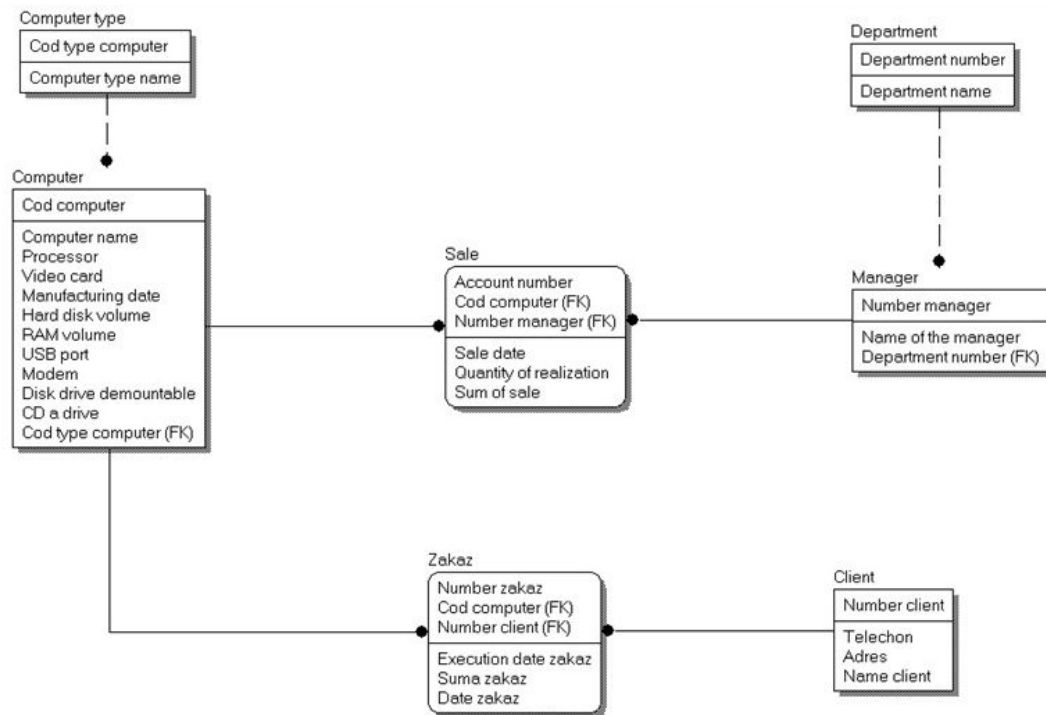 Computer type
Cod type computer
Computer type name
Department
Department number
Department name
Computer
Cod computer
Computer name
Processor
Video card
Manufacturing date
Hard disk volume
RAM volume
USB port
Modem
Disk drive demountable
CD a drive
Cod type computer (FK)
Sale
Account number
Cod computer (FK)
Number manager (FK)
Sale date
Quantity of realization
Sum of sale
Manager
Number manager
Name of the manager
Department number (FK)
Zakaz
Number zakaz
Cod computer (FK)
Number client (FK)
Execution date zakaz
Suma zakaz
Date zakaz
Client
Number client
Telechon
Adres
Name client